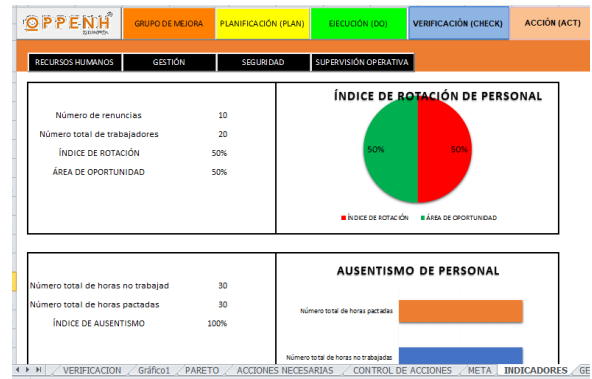 OPPEN!H
GRUPO DE MEJORA
PLANIFICACIÓN (PLAN)
EJECUCIÓN (DO)
VERIFICACIÓN (CHECK)
ACCIÓN (ACT)
RECURSOS HUMANOS
GESTIÓN
SEGURIDAD
SUPERVISIÓN OPERATIVA
Número de renuncias 10
Número total de trabajadores 20
ÍNDICE DE ROTACIÓN 50%
ÁREA DE OPORTUNIDAD 50%
ÍNDICE DE ROTACIÓN DE PERSONAL
50%
50%
ÍNDICE DE ROTACIÓN
ÁREA DE OPORTUNIDAD
Número total de horas no trabajad 30
Número total de horas pactadas 30
ÍNDICE DE AUSENTISMO 100%
AUSENTISMO DE PERSONAL
Número total de horas pactadas
Número total de horas no trabajadas
VERIFICACION
Gráfico1
PARETO
ACCIONES NECESARIAS
CONTROL DE ACCIONES
META
INDICADORES
GE